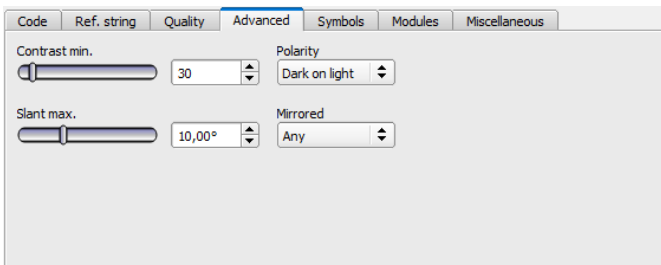 Code Ref. string Quality Advanced Symbols Modules Miscellaneous
Contrast min. Polarity
30 Dark on light
Slant max. Mirrored
10,00° Any